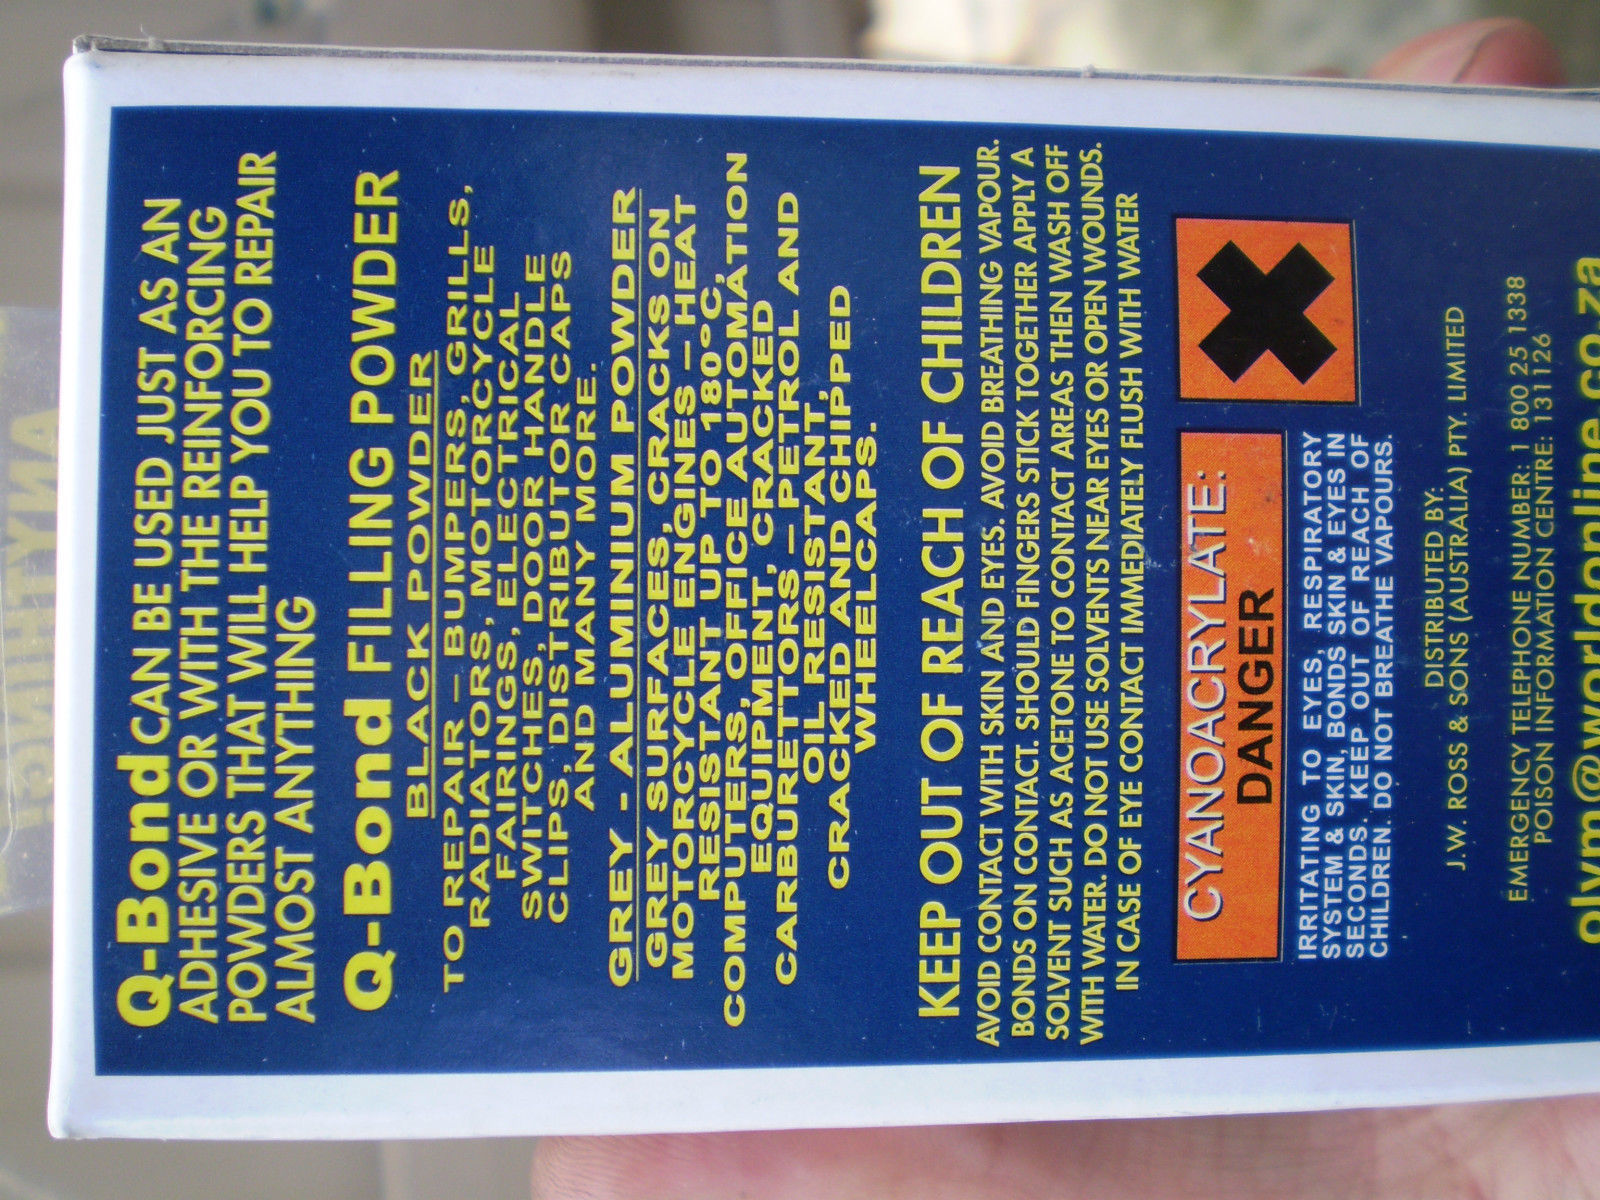 Q-Bond CAN BE USED JUST AS AN
ADHESIVE OR WITH THE REINFORCING
POWDERS THAT WILL HELP YOU TO REPAIR
ALMOST ANYTHING
Q-Bond FILLING POWDER
BLACK POWDER
TO REPAIR – BUMPERS, GRILLS,
RADIATORS, MOTORCYCLE
FAIRINGS, ELECTRICAL
SWITCHES, DOOR HANDLE
CLIPS, DISTRIBUTOR CAPS
AND MANY MORE.
GREY - ALUMINIUM POWDER
GREY SURFACES, CRACKS ON
MOTORCYCLE ENGINES – HEAT
RESISTANT UP TO 180°C,
COMPUTERS, OFFICE AUTOMATION
EQUIPMENT, CRACKED
CARBURETTORS – PETROL AND
OIL RESISTANT,
CRACKED AND CHIPPED
WHEELCAPS.
KEEP OUT OF REACH OF CHILDREN
AVOID CONTACT WITH SKIN AND EYES. AVOID BREATHING VAPOUR.
BONDS ON CONTACT. SHOULD FINGERS STICK TOGETHER APPLY A
SOLVENT SUCH AS ACETONE TO CONTACT AREAS THEN WASH OFF
WITH WATER. DO NOT USE SOLVENTS NEAR EYES OR OPEN WOUNDS.
IN CASE OF EYE CONTACT IMMEDIATELY FLUSH WITH WATER
CYANOACRYLATE:
DANGER
IRRITATING TO EYES, RESPIRATORY
SYSTEM & SKIN, BONDS SKIN & EYES IN
SECONDS. KEEP OUT OF REACH OF
CHILDREN. DO NOT BREATHE VAPOURS.
DISTRIBUTED BY:
J.W. ROSS & SONS (AUSTRALIA) PTY. LIMITED
EMERGENCY TELEPHONE NUMBER: 1 800 25 1338
POISON INFORMATION CENTRE: 131 126
olym@worldonline.co.za